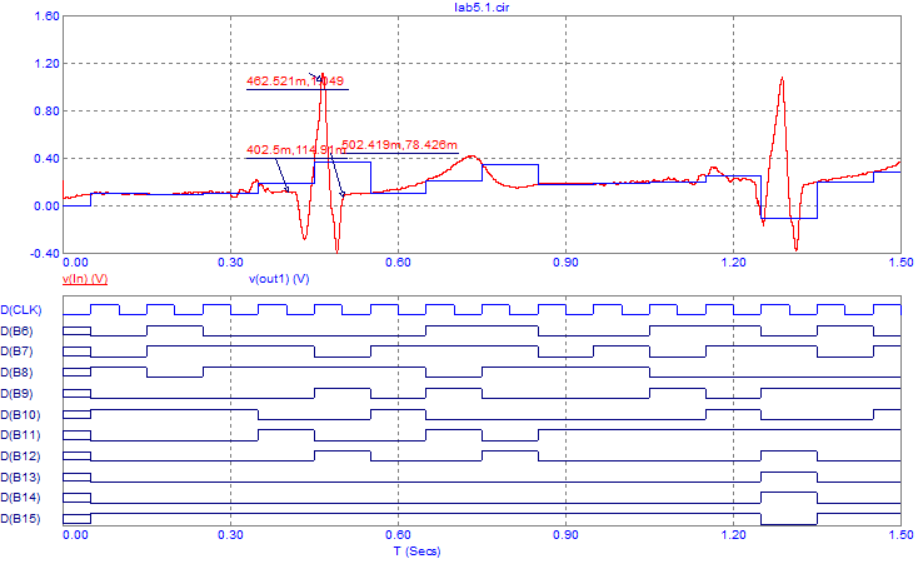 lab5.1.cir
1.60
1.20
0.80
0.40
0.00
-0.40
462.521m,1.049
402.5m,114.91m
502.419m,78.426m
0.00 0.30 0.60 0.90 1.20 1.50
v(In) (V) v(out1) (V)
D(CLK)
D(B6)
D(B7)
D(B8)
D(B9)
D(B10)
D(B11)
D(B12)
D(B13)
D(B14)
D(B15)
0.00 0.30 0.60 0.90 1.20 1.50
T (Secs)